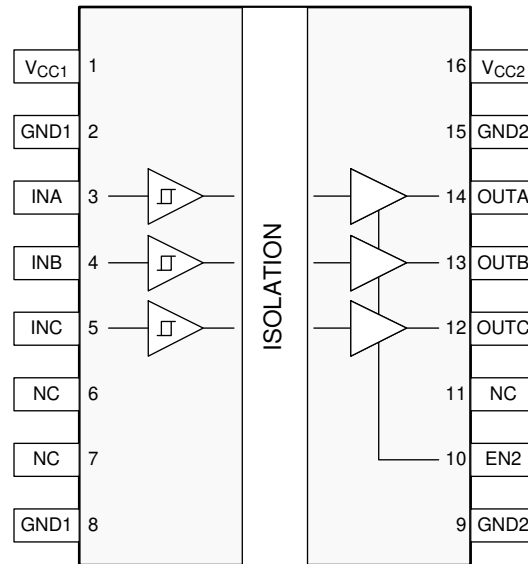 VCC1 1 16 VCC2
GND1 2 15 GND2
INA 3 14 OUTA
INB 4 13 OUTB
INC 5 12 OUTC
NC 6 11 NC
NC 7 10 EN2
GND1 8 9 GND2
ISOLATION